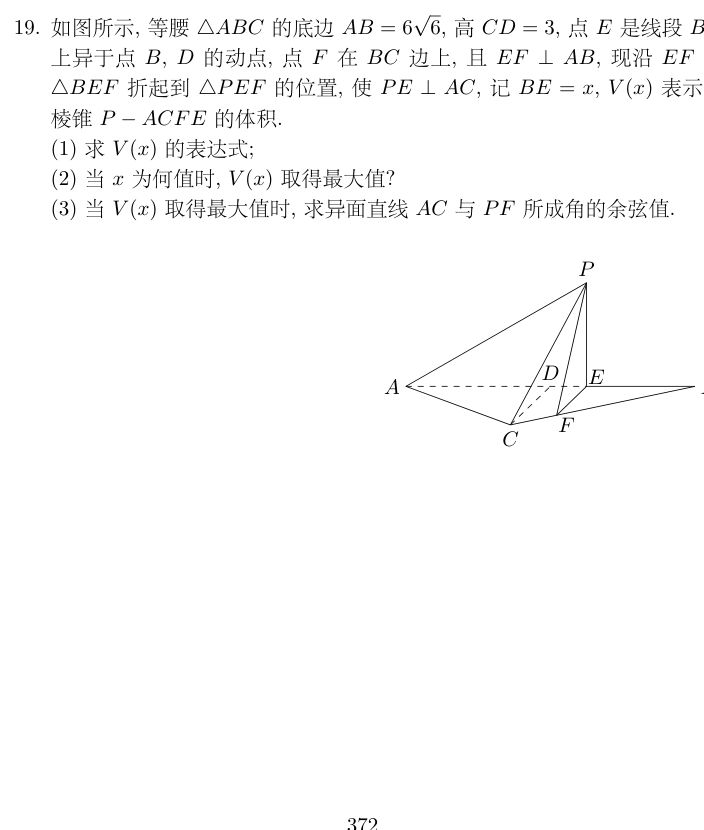 19. 如图所示, 等腰 △ABC 的底边 AB = 6√6, 高 CD = 3, 点 E 是线段 B
上异于点 B, D 的动点, 点 F 在 BC 边上, 且 EF ⊥ AB, 现沿 EF
△BEF 折起到 △PEF 的位置, 使 PE ⊥ AC, 记 BE = x, V(x) 表示
棱锥 P − ACFE 的体积.
(1) 求 V(x) 的表达式;
(2) 当 x 为何值时, V(x) 取得最大值?
(3) 当 V(x) 取得最大值时, 求异面直线 AC 与 PF 所成角的余弦值.
P
D
E
A
F
C
372